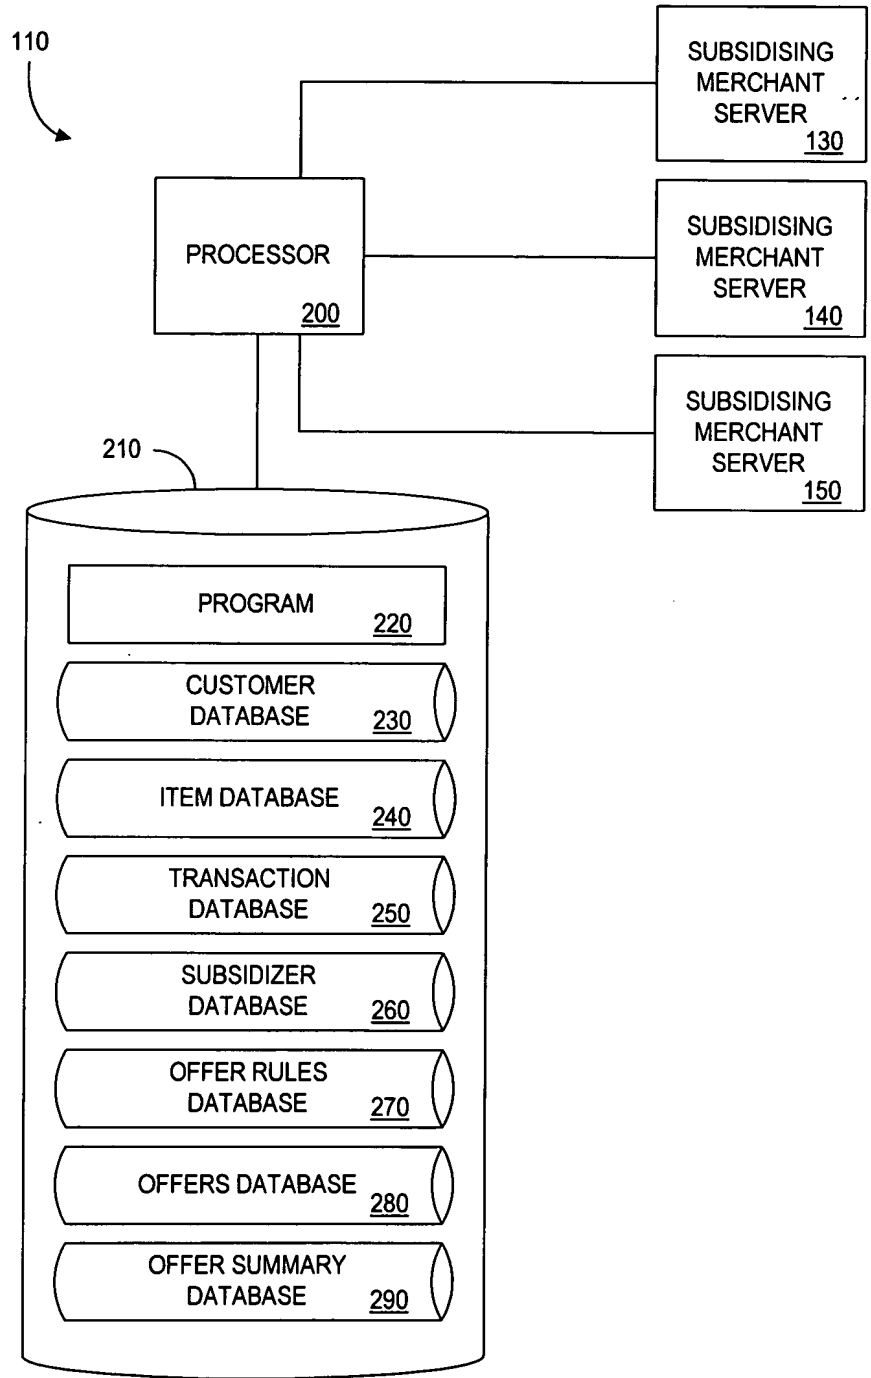 110
SUBSIDISING
MERCHANT
SERVER
130
PROCESSOR
200
SUBSIDISING
MERCHANT
SERVER
140
SUBSIDISING
MERCHANT
SERVER
150
210
PROGRAM
220
CUSTOMER
DATABASE
230
ITEM DATABASE
240
TRANSACTION
DATABASE
250
SUBSIDIZER
DATABASE
260
OFFER RULES
DATABASE
270
OFFERS DATABASE
280
OFFER SUMMARY
DATABASE
290